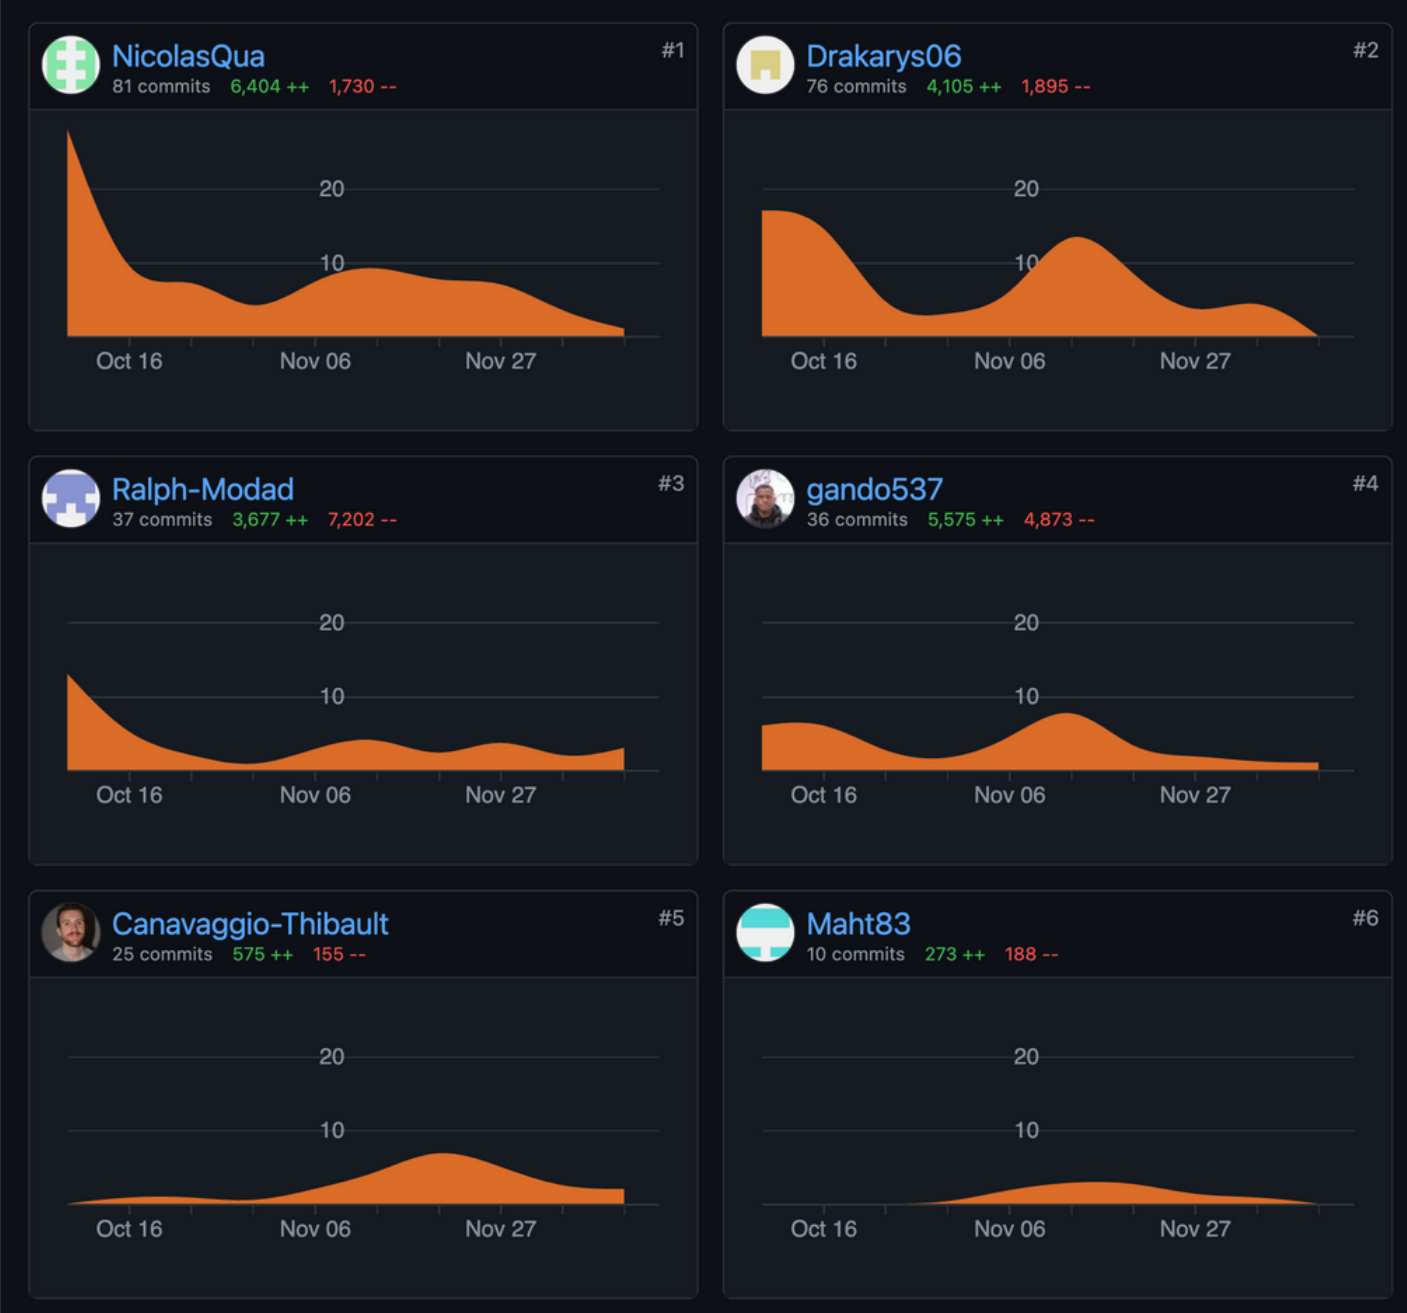 NicolasQua #1
81 commits 6,404 ++ 1,730 --
20
10
Oct 16 Nov 06 Nov 27
Drakarys06 #2
76 commits 4,105 ++ 1,895 --
20
10
Oct 16 Nov 06 Nov 27
Ralph-Modad #3
37 commits 3,677 ++ 7,202 --
20
10
Oct 16 Nov 06 Nov 27
gando537 #4
36 commits 5,575 ++ 4,873 --
20
10
Oct 16 Nov 06 Nov 27
Canavaggio-Thibault #5
25 commits 575 ++ 155 --
20
10
Oct 16 Nov 06 Nov 27
Maht83 #6
10 commits 273 ++ 188 --
20
10
Oct 16 Nov 06 Nov 27